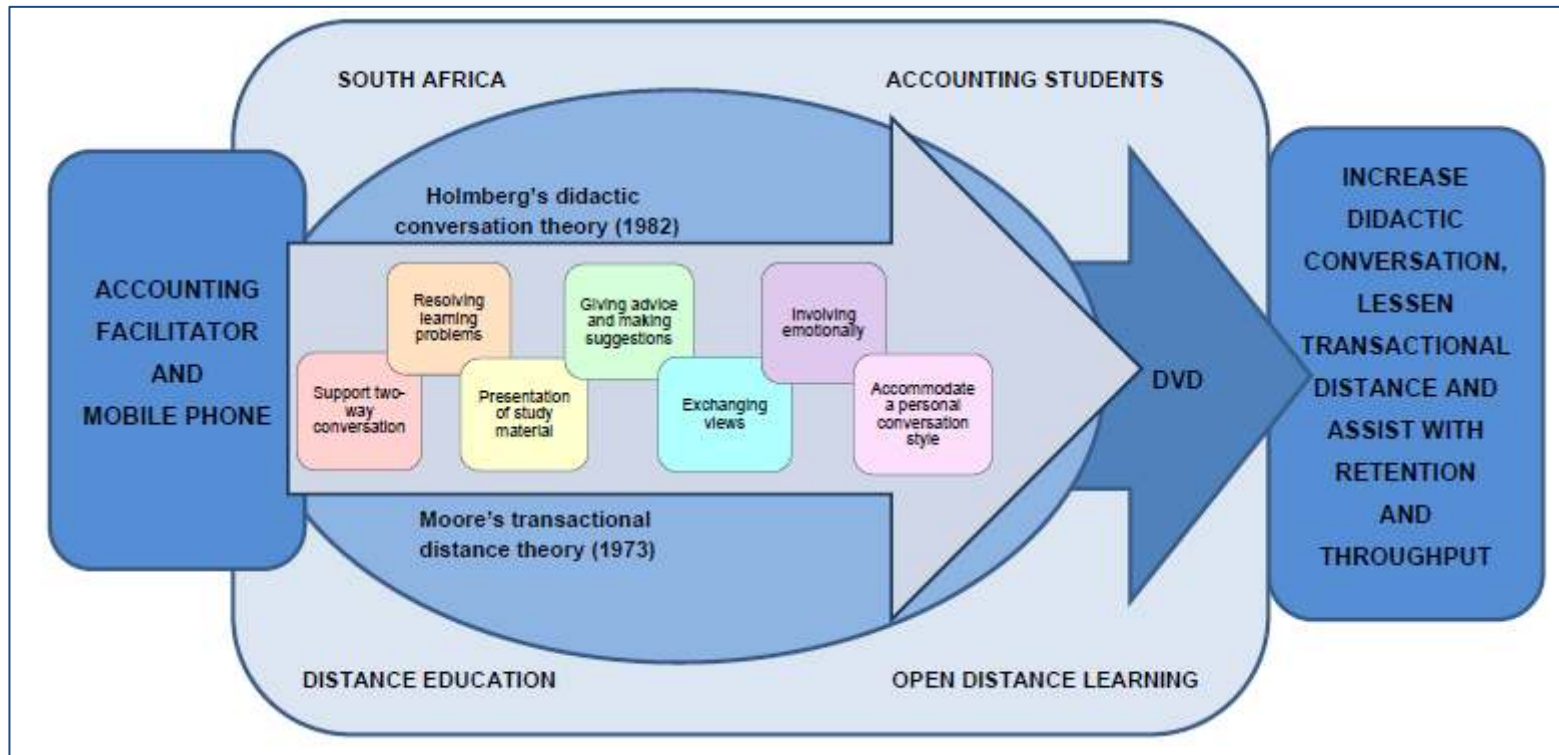 SOUTH AFRICA
ACCOUNTING STUDENTS
ACCOUNTING
FACILITATOR
AND
MOBILE PHONE
Holmberg’s didactic
conversation theory (1982)
Resolving
learning
problems
Giving advice
and making
suggestions
Involving
emotionally
Support two-
way
conversation
Presentation
of study
material
Exchanging
views
Accommodate
a personal
conversation
style
Moore’s transactional
distance theory (1973)
DVD
INCREASE
DIDACTIC
CONVERSATION,
LESSEN
TRANSACTIONAL
DISTANCE AND
ASSIST WITH
RETENTION
AND
THROUGHPUT
DISTANCE EDUCATION
OPEN DISTANCE LEARNING